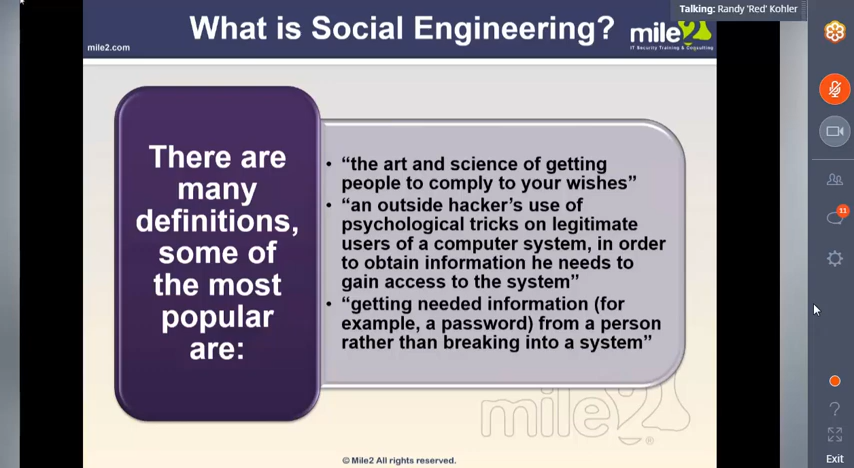 Talking: Randy 'Red' Kohler
What is Social Engineering?
mile2
IT Security Training & Consulting
mile2.com
There are
many
definitions,
some of
the most
popular
are:
• “the art and science of getting
people to comply to your wishes”
• “an outside hacker’s use of
psychological tricks on legitimate
users of a computer system, in order
to obtain information he needs to
gain access to the system”
• “getting needed information (for
example, a password) from a person
rather than breaking into a system”
mile2
®
© Mile2 All rights reserved.
11
?
Exit